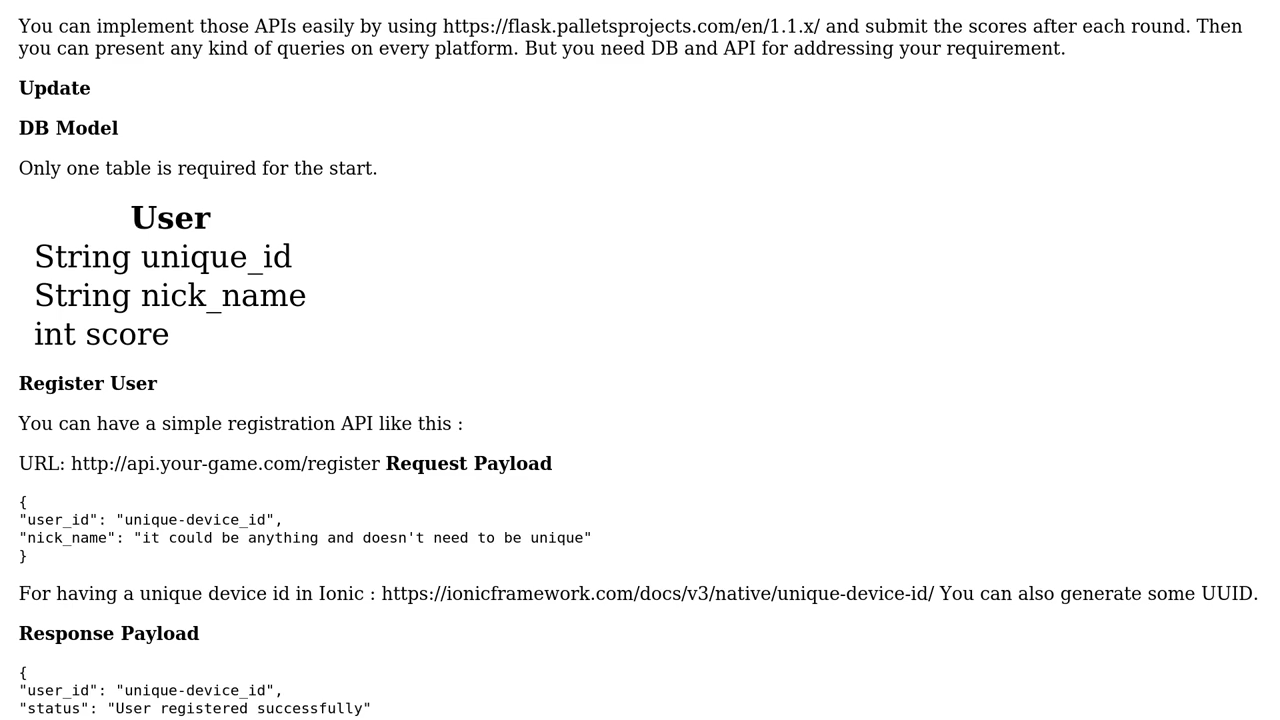 You can implement those APIs easily by using https://flask.palletsprojects.com/en/1.1.x/ and submit the scores after each round. Then
you can present any kind of queries on every platform. But you need DB and API for addressing your requirement.
Update
DB Model
Only one table is required for the start.
User
String unique_id
String nick_name
int score
Register User
You can have a simple registration API like this :
URL: http://api.your-game.com/register Request Payload
{
"user_id": "unique-device_id",
"nick_name": "it could be anything and doesn't need to be unique"
}
For having a unique device id in Ionic : https://ionicframework.com/docs/v3/native/unique-device-id/ You can also generate some UUID.
Response Payload
{
"user_id": "unique-device_id",
"status": "User registered successfully"